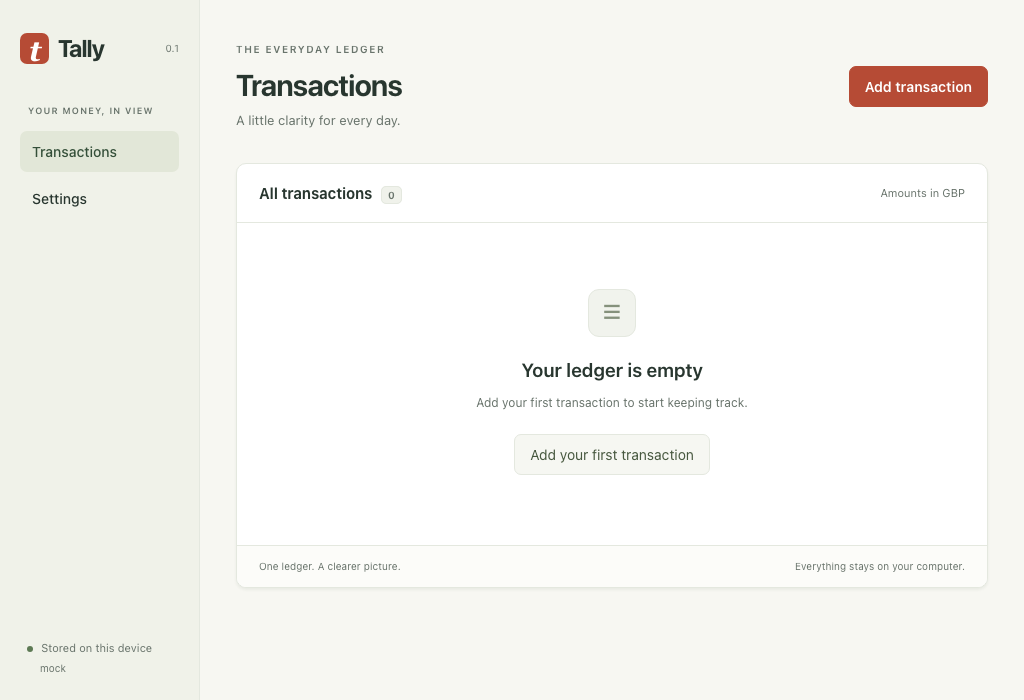 t Tally 0.1
YOUR MONEY, IN VIEW
Transactions
Settings
Stored on this device
mock
THE EVERYDAY LEDGER
Transactions
A little clarity for every day.
Add transaction
All transactions 0
Amounts in GBP
Your ledger is empty
Add your first transaction to start keeping track.
Add your first transaction
One ledger. A clearer picture.
Everything stays on your computer.